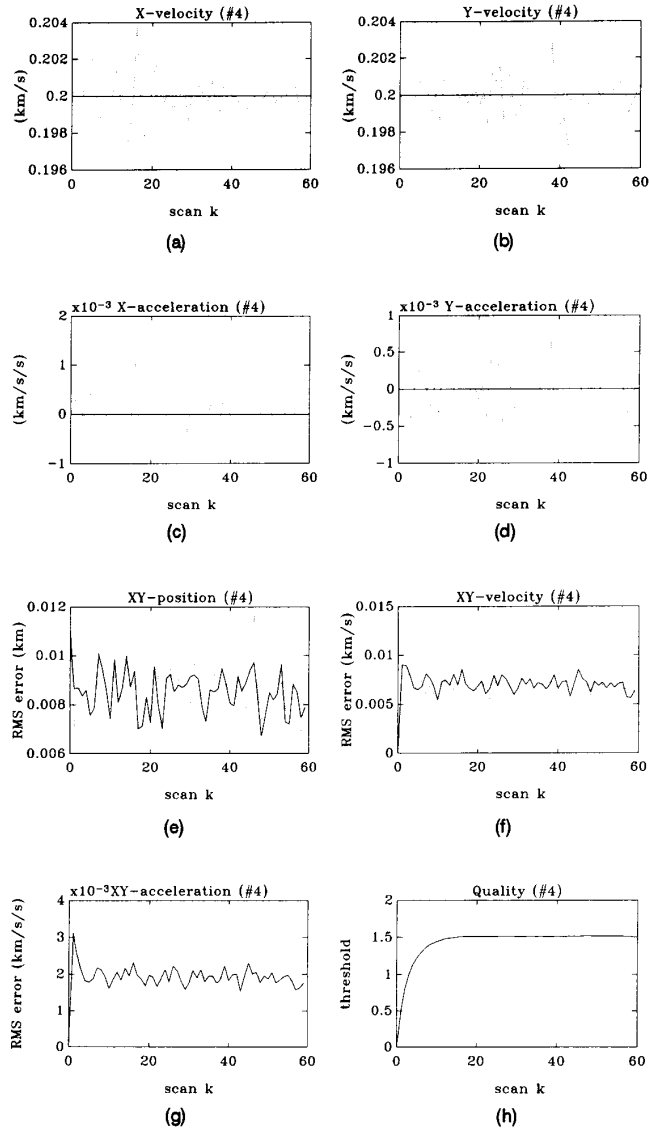 X-velocity (#4)
(km/s)
0.204
0.202
0.2
0.198
0.196
0
20
40
60
scan k
(a)
Y-velocity (#4)
(km/s)
0.204
0.202
0.2
0.198
0.196
0
20
40
60
scan k
(b)
x10-3 X-acceleration (#4)
(km/s/s)
2
1
0
-1
0
20
40
60
scan k
(c)
x10-3 Y-acceleration (#4)
(km/s/s)
1
0.5
0
-0.5
-1
0
20
40
60
scan k
(d)
XY-position (#4)
RMS error (km)
0.012
0.01
0.008
0.006
0
20
40
60
scan k
(e)
XY-velocity (#4)
RMS error (km/s)
0.015
0.01
0.005
0
0
20
40
60
scan k
(f)
x10-3XY-acceleration (#4)
RMS error (km/s/s)
4
3
2
1
0
0
20
40
60
scan k
(g)
Quality (#4)
threshold
2
1.5
1
0.5
0
0
20
40
60
scan k
(h)